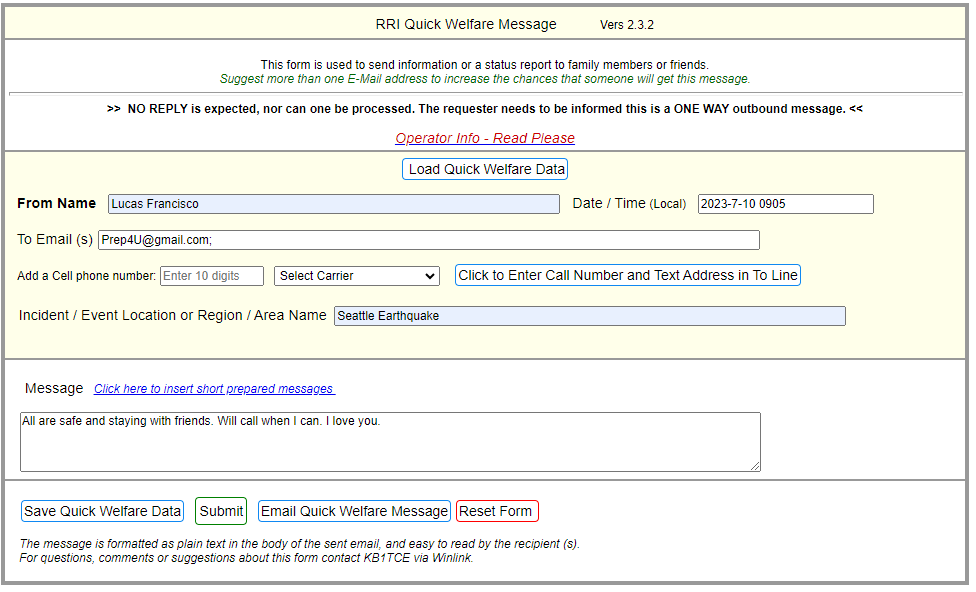 RRI Quick Welfare Message Vers 2.3.2
This form is used to send information or a status report to family members or friends.
Suggest more than one E-Mail address to increase the chances that someone will get this message.
>> NO REPLY is expected, nor can one be processed. The requester needs to be informed this is a ONE WAY outbound message. <<
Operator Info - Read Please
Load Quick Welfare Data
From Name Lucas Francisco Date / Time (Local) 2023-7-10 0905
To Email (s) Prep4U@gmail.com;
Add a Cell phone number: Enter 10 digits Select Carrier Click to Enter Call Number and Text Address in To Line
Incident / Event Location or Region / Area Name Seattle Earthquake
Message Click here to insert short prepared messages
All are safe and staying with friends. Will call when I can. I love you.
Save Quick Welfare Data Submit Email Quick Welfare Message Reset Form
The message is formatted as plain text in the body of the sent email, and easy to read by the recipient (s).
For questions, comments or suggestions about this form contact KB1TCE via Winlink.